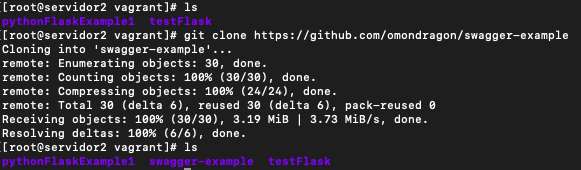 [[root@servidor2 vagrant]# ls
pythonFlaskExample1  testFlask
[[root@servidor2 vagrant]# git clone https://github.com/omondragon/swagger-example
Cloning into 'swagger-example'...
remote: Enumerating objects: 30, done.
remote: Counting objects: 100% (30/30), done.
remote: Compressing objects: 100% (24/24), done.
remote: Total 30 (delta 6), reused 30 (delta 6), pack-reused 0
Receiving objects: 100% (30/30), 3.19 MiB | 3.73 MiB/s, done.
Resolving deltas: 100% (6/6), done.
[[root@servidor2 vagrant]# ls
pythonFlaskExample1  swagger-example  testFlask